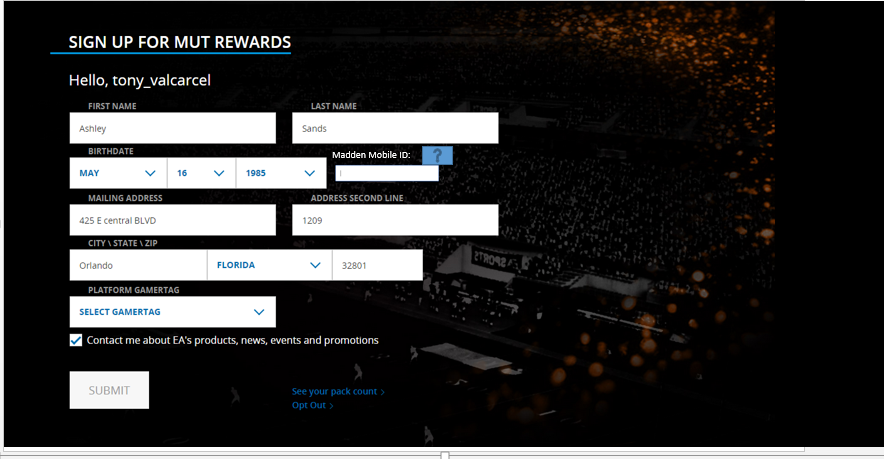 SIGN UP FOR MUT REWARDS
Hello, tony_valcarcel
FIRST NAME LAST NAME
Ashley Sands
BIRTHDATE Madden Mobile ID: ?
MAY 16 1985
MAILING ADDRESS ADDRESS SECOND LINE
425 E central BLVD 1209
CITY \ STATE \ ZIP
Orlando FLORIDA 32801
PLATFORM GAMERTAG
SELECT GAMERTAG
Contact me about EA's products, news, events and promotions
SUBMIT
See your pack count >
Opt Out >
SPORTS